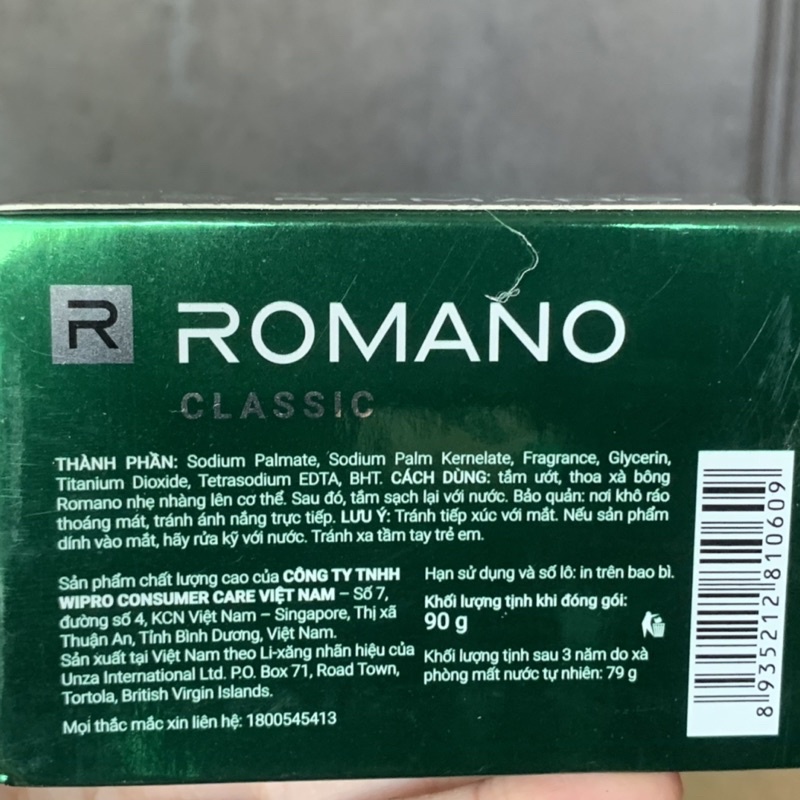 R ROMANO
CLASSIC
THÀNH PHẦN: Sodium Palmate, Sodium Palm Kernelate, Fragrance, Glycerin,
Titanium Dioxide, Tetrasodium EDTA, BHT. CÁCH DÙNG: tắm ướt, thoa xà bông
Romano nhẹ nhàng lên cơ thể. Sau đó, tắm sạch lại với nước. Bảo quản: nơi khô ráo
thoáng mát, tránh ánh nắng trực tiếp. LƯU Ý: Tránh tiếp xúc với mắt. Nếu sản phẩm
dính vào mắt, hãy rửa kỹ với nước. Tránh xa tầm tay trẻ em.
Sản phẩm chất lượng cao của CÔNG TY TNHH
WIPRO CONSUMER CARE VIỆT NAM – Số 7,
đường số 4, KCN Việt Nam – Singapore, Thị xã
Thuận An, Tỉnh Bình Dương, Việt Nam.
Sản xuất tại Việt Nam theo Li-xăng nhãn hiệu của
Unza International Ltd. P.O. Box 71, Road Town,
Tortola, British Virgin Islands.
Mọi thắc mắc xin liên hệ: 1800545413
Hạn sử dụng và số lô: in trên bao bì.
Khối lượng tịnh khi đóng gói:
90 g
Khối lượng tịnh sau 3 năm do xà
phòng mất nước tự nhiên: 79 g
8 935212 810609